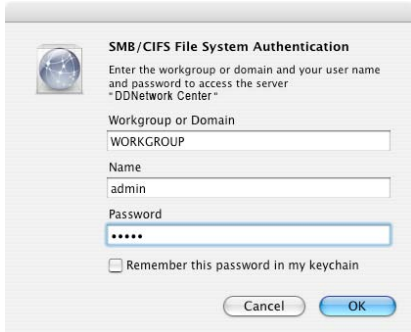 SMB/CIFS File System Authentication
Enter the workgroup or domain and your user name
and password to access the server
"DDNetwork Center"
Workgroup or Domain
WORKGROUP
Name
admin
Password
•••••
Remember this password in my keychain
Cancel
OK